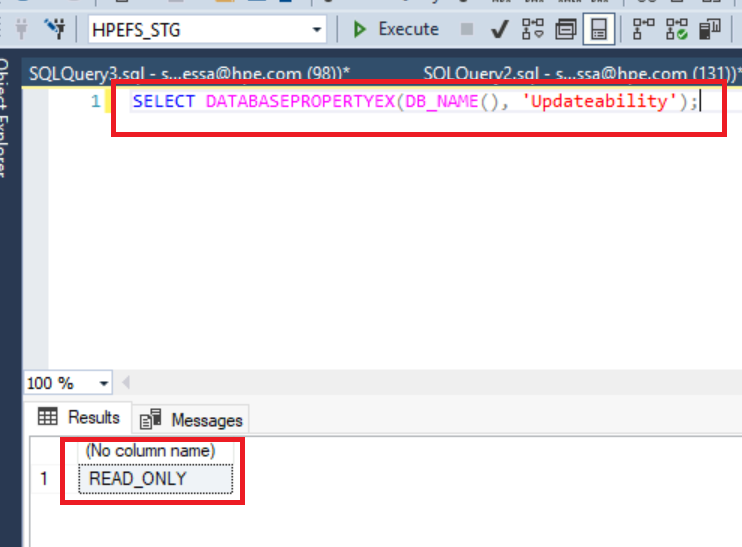 HPEFS_STG
Execute
SQLQuery3.sql - s...essa@hpe.com (98))*
SQLQuery2.sql - s...ssa@hpe.com (131))*
Object Explorer
1
SELECT DATABASEPROPERTYEX(DB_NAME(), 'Updateability');
100 %
Results
Messages
(No column name)
1
READ_ONLY